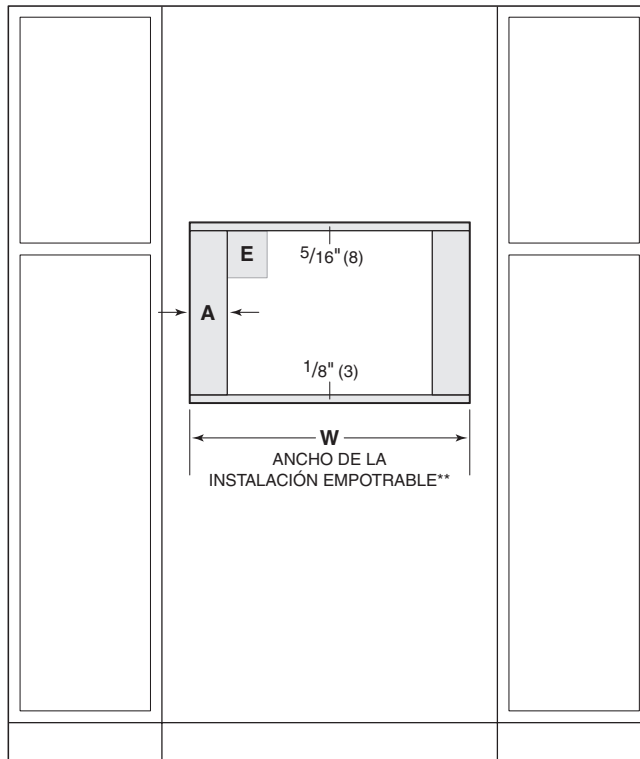 E
5/16" (8)
A
1/8" (3)
W
ANCHO DE LA
INSTALACIÓN EMPOTRABLE**